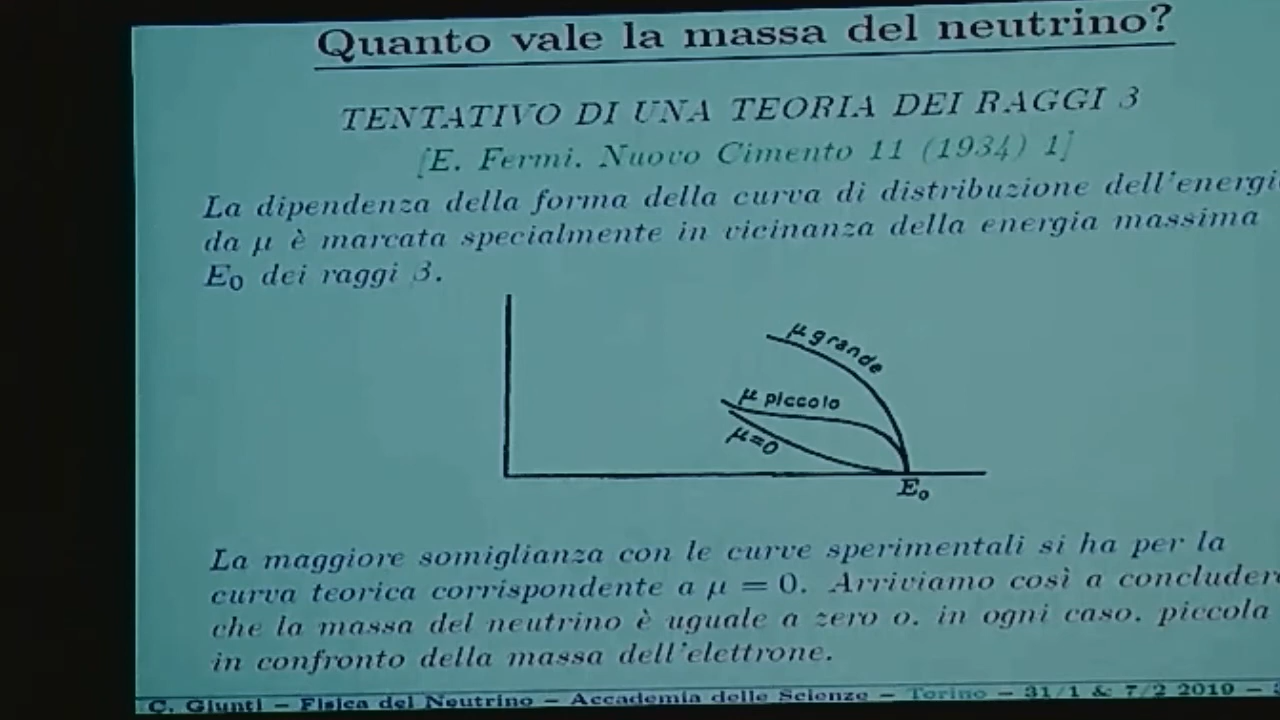 Quanto vale la massa del neutrino?
TENTATIVO DI UNA TEORIA DEI RAGGI β
[E. Fermi, Nuovo Cimento 11 (1934) 1]
La dipendenza della forma della curva di distribuzione dell'energi
da μ è marcata specialmente in vicinanza della energia massima
E₀ dei raggi β.
μ grande
μ piccolo
μ=0
E₀
La maggiore somiglianza con le curve sperimentali si ha per la
curva teorica corrispondente a μ = 0. Arriviamo così a concludere
che la massa del neutrino è uguale a zero o, in ogni caso, piccola
in confronto della massa dell'elettrone.
C. Giunti – Fisica del Neutrino – Accademia delle Scienze – Torino – 31/1 & 7/2 2010 –